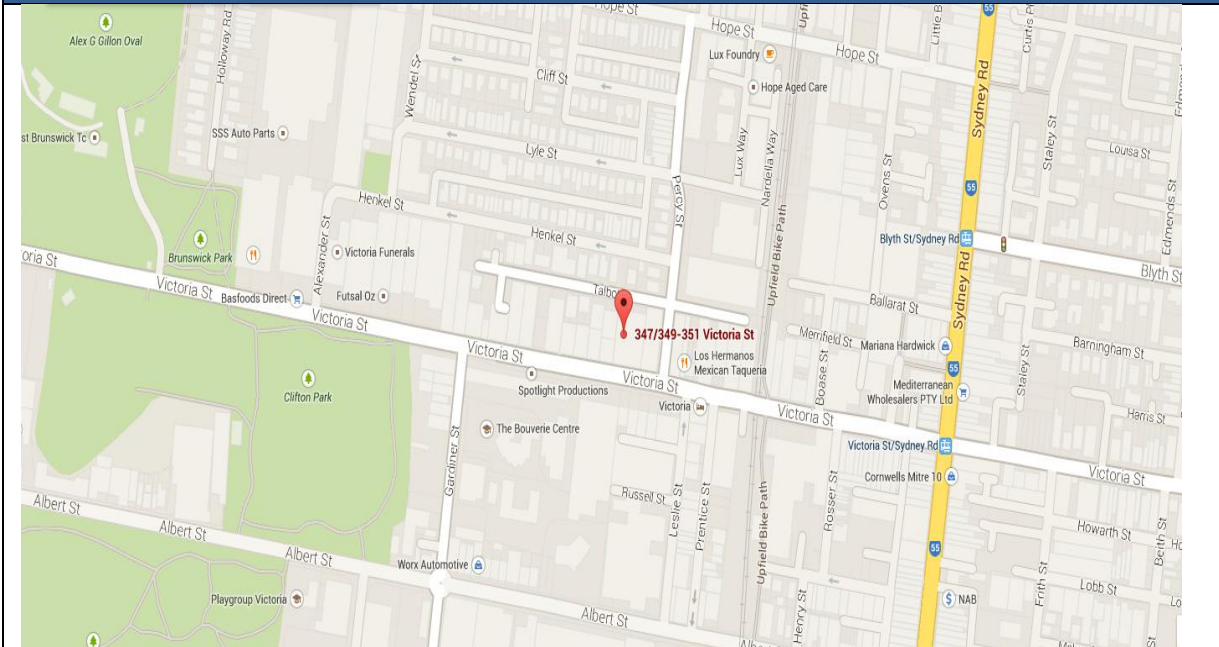 Hope St
Hope St
Hope St
Alex G Gillon Oval
Holloway Rd
Lux Foundry
Hope Aged Care
55
Sydney Rd
Cliff St
Wendel St
SSS Auto Parts
st Brunswick Tc
Lyle St
Lux Way
Nardella Way
Staley St
Louisa St
Ovens St
55
Percy St
Henkel St
Henkel St
Edmends St
Alexander St
Upfield Bike Path
Blyth St/Sydney Rd
Blyth St
Brunswick Park
Victoria Funerals
Sydney Rd
Victoria St
Basfoods Direct
Futsal Oz
Victoria St
Ballarat St
347/349-351 Victoria St
Merrifield St
Mariana Hardwick
Barningham St
Victoria St
Los Hermanos
Mexican Taqueria
Boase St
55
Staley St
Spotlight Productions
Victoria St
Mediterranean
Wholesalers PTY Ltd
Clifton Park
Victoria
Victoria St
Harris St
The Bouverie Centre
Victoria St/Sydney Rd
Gardiner St
Cornwells Mitre 10
Victoria St
Russell St
Leslie St
Prentice St
Upfield Bike Path
Rosser St
Albert St
Albert St
Albert St
Howarth St
Beith St
55
Frith St
Lobb St
Worx Automotive
Playgroup Victoria
Albert St
Henry St
NAB